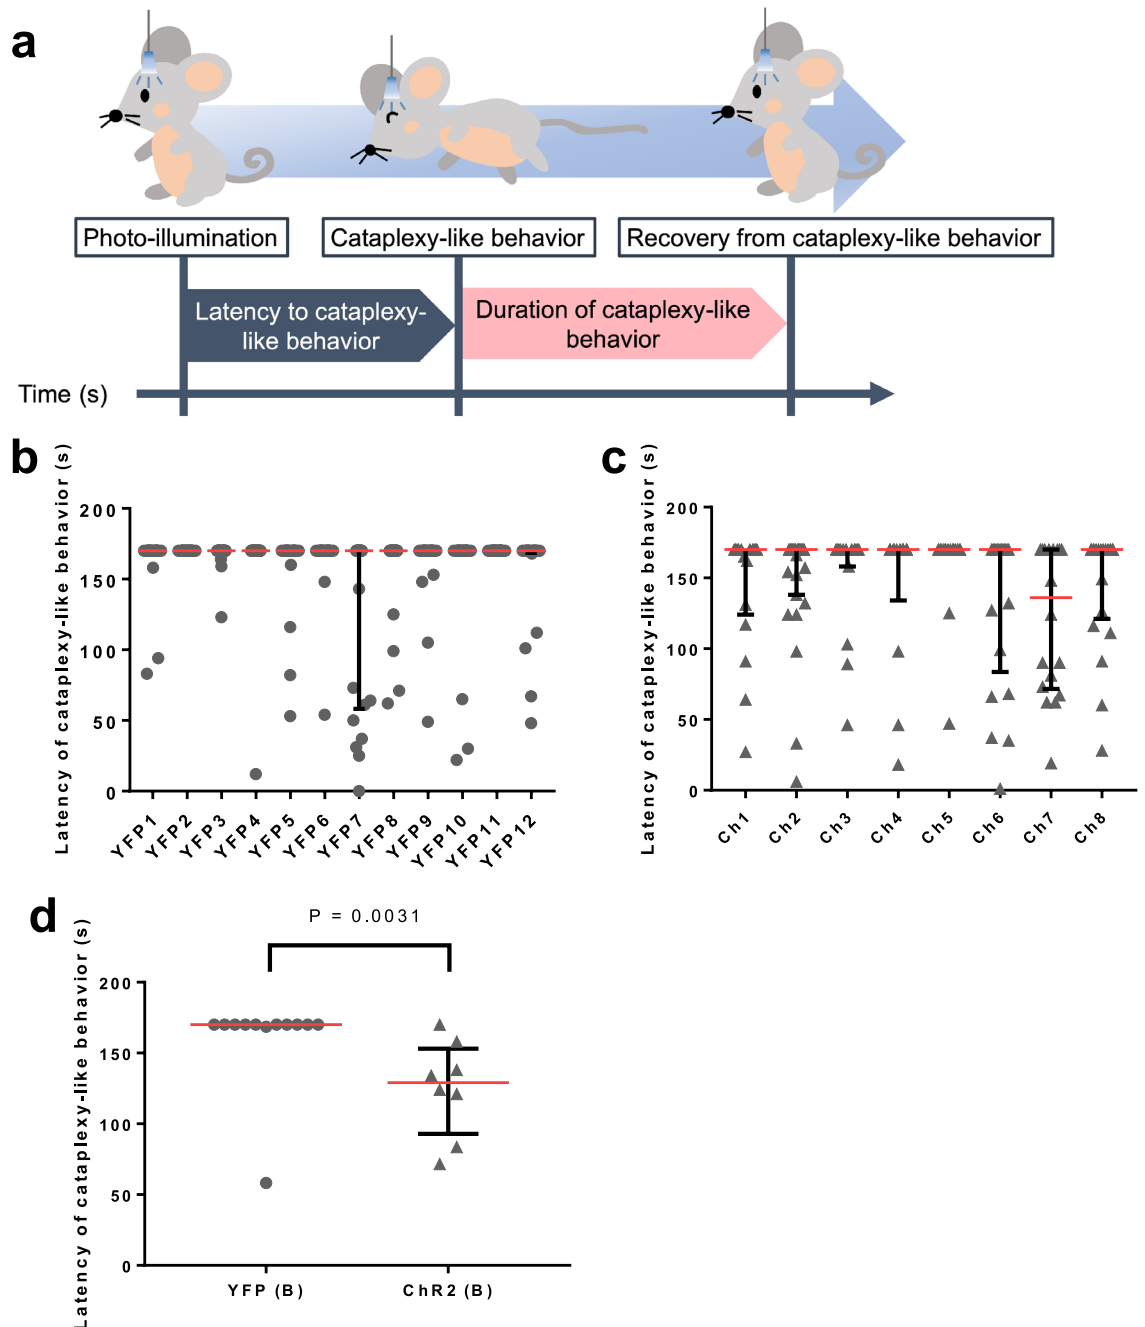 a
Photo-illumination
Cataplexy-like behavior
Recovery from cataplexy-like behavior
Latency to cataplexy-
like behavior
Duration of cataplexy-like
behavior
Time (s)
b
Latency of cataplexy-like behavior (s)
200
150
100
50
0
YFP1
YFP2
YFP3
YFP4
YFP5
YFP6
YFP7
YFP8
YFP9
YFP10
YFP11
YFP12
c
Latency of cataplexy-like behavior (s)
200
150
100
50
0
Ch1
Ch2
Ch3
Ch4
Ch5
Ch6
Ch7
Ch8
d
P = 0.0031
Latency of cataplexy-like behavior (s)
200
150
100
50
0
YFP (B)
ChR2 (B)